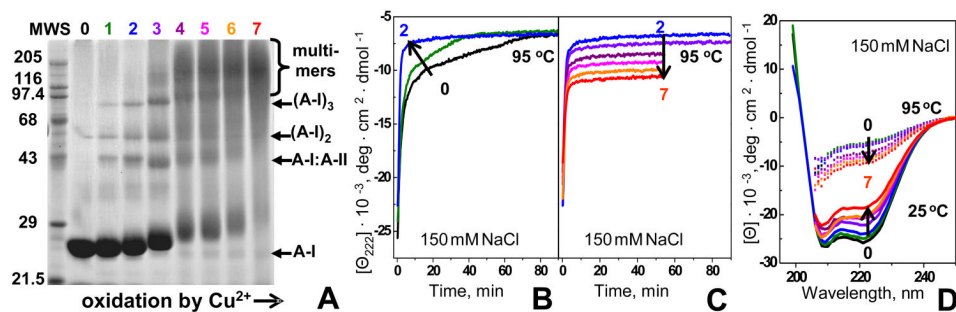 MWS 0 1 2 3 4 5 6 7
205
116
97.4
68
43
29
21.5
multi-
mers
(A-I)3
(A-I)2
A-I:A-II
A-I
oxidation by Cu2+
A
-5
-10
-15
-20
-25
[Θ222] · 10 -3, deg · cm 2 · dmol -1
2
0
95 °C
150 mM NaCl
0 20 40 60 80
Time, min
B
2
95 °C
7
150 mM NaCl
0 20 40 60 80
Time, min
C
20
10
0
-10
-20
-30
[Θ] · 10 -3, deg · cm 2 · dmol -1
150 mM NaCl
95 °C
0
7
25 °C
0
200 220 240
Wavelength, nm
D